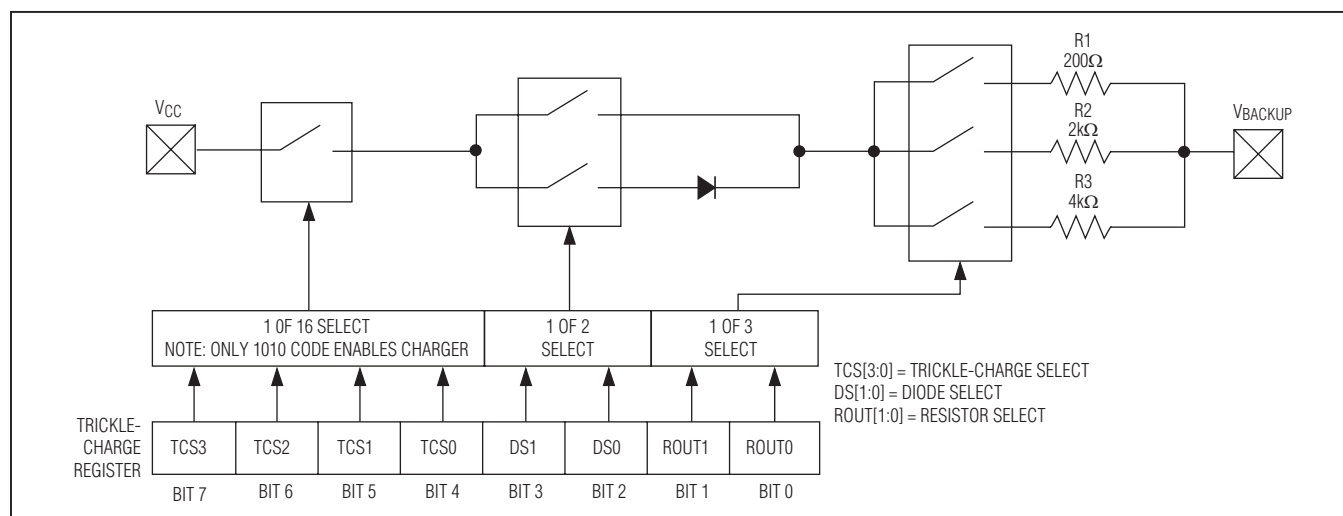 R1
200Ω
VCC
R2
2kΩ
VBACKUP
R3
4kΩ
1 OF 16 SELECT
NOTE: ONLY 1010 CODE ENABLES CHARGER
1 OF 2
SELECT
1 OF 3
SELECT
TCS[3:0] = TRICKLE-CHARGE SELECT
DS[1:0] = DIODE SELECT
ROUT[1:0] = RESISTOR SELECT
TRICKLE-
CHARGE
REGISTER
TCS3 TCS2 TCS1 TCS0 DS1 DS0 ROUT1 ROUT0
BIT 7 BIT 6 BIT 5 BIT 4 BIT 3 BIT 2 BIT 1 BIT 0